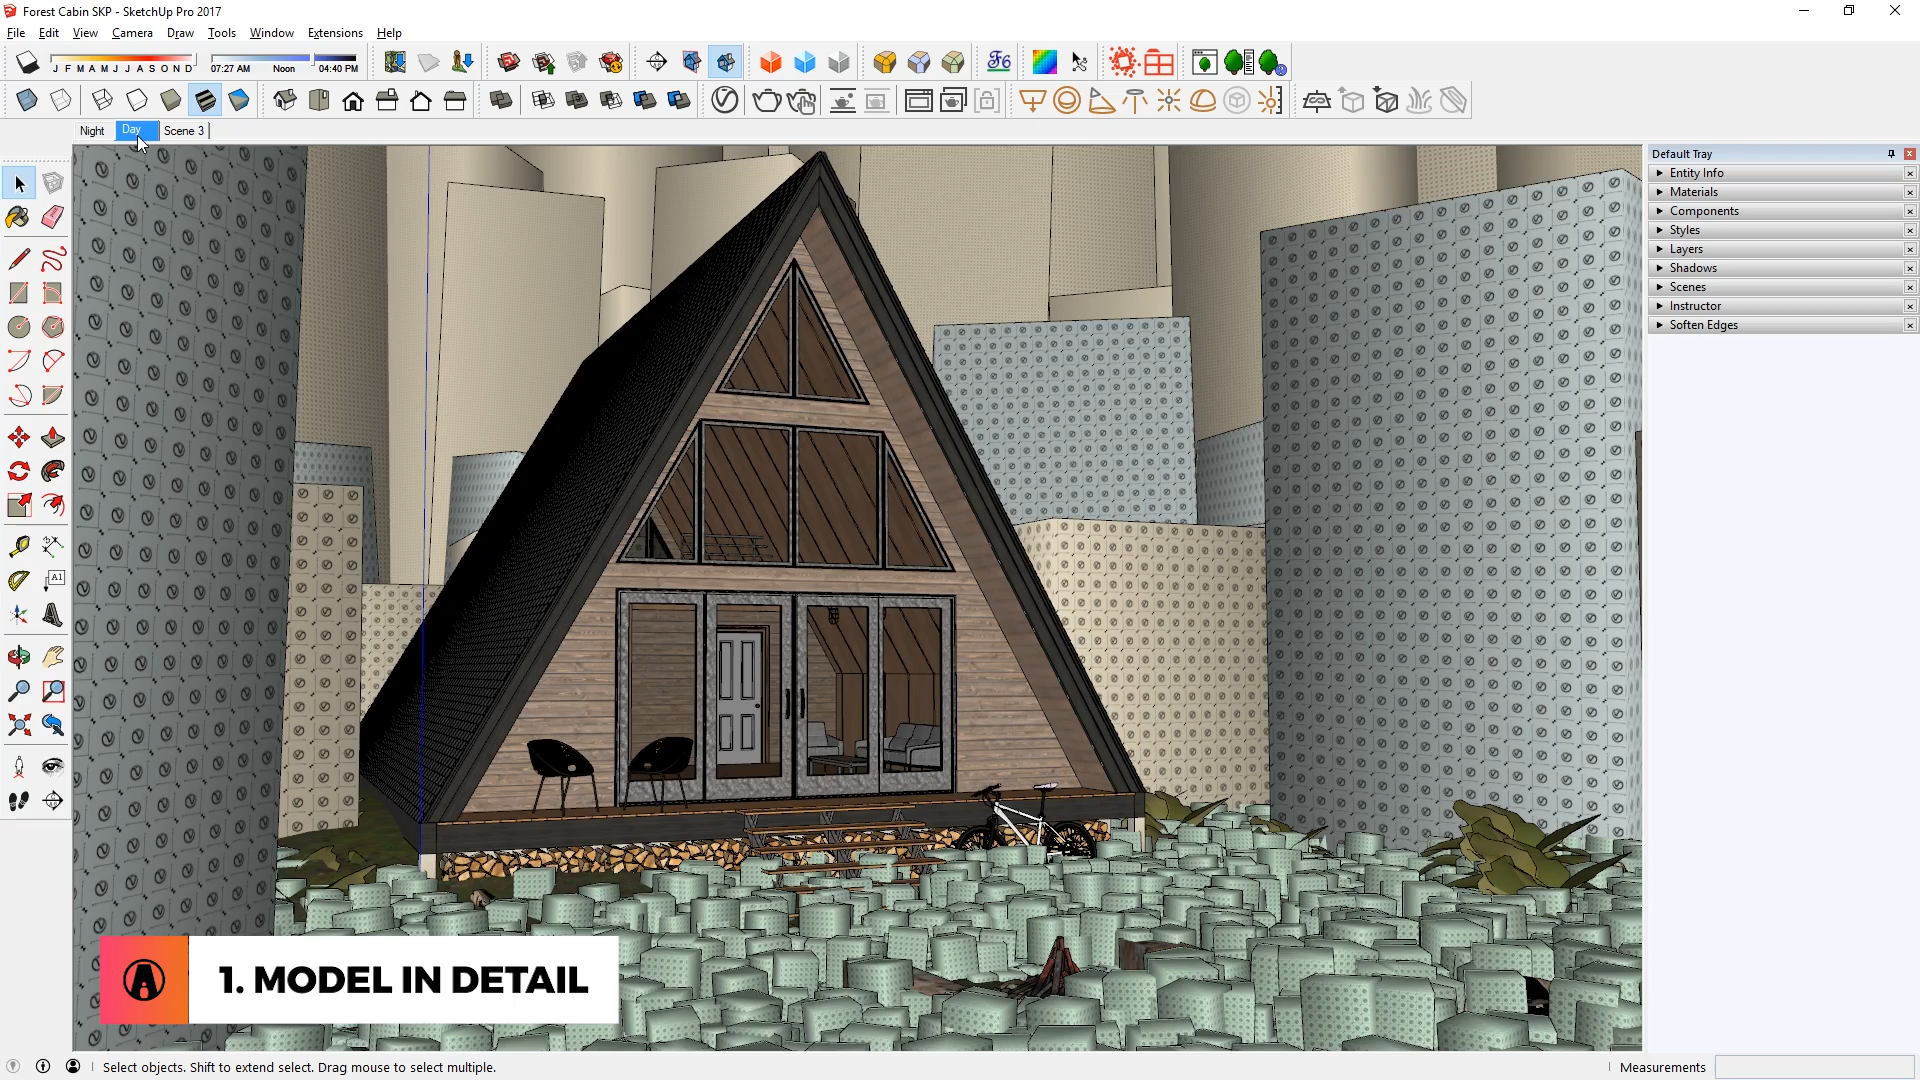 Forest Cabin SKP - SketchUp Pro 2017
File Edit View Camera Draw Tools Window Extensions Help
J F M A M J J A S O N D
07:27 AM Noon 04:40 PM
F6
Night Day Scene 3
Default Tray
Entity Info
Materials
Components
Styles
Layers
Shadows
Scenes
Instructor
Soften Edges
A1
1. MODEL IN DETAIL
Select objects. Shift to extend select. Drag mouse to select multiple.
Measurements